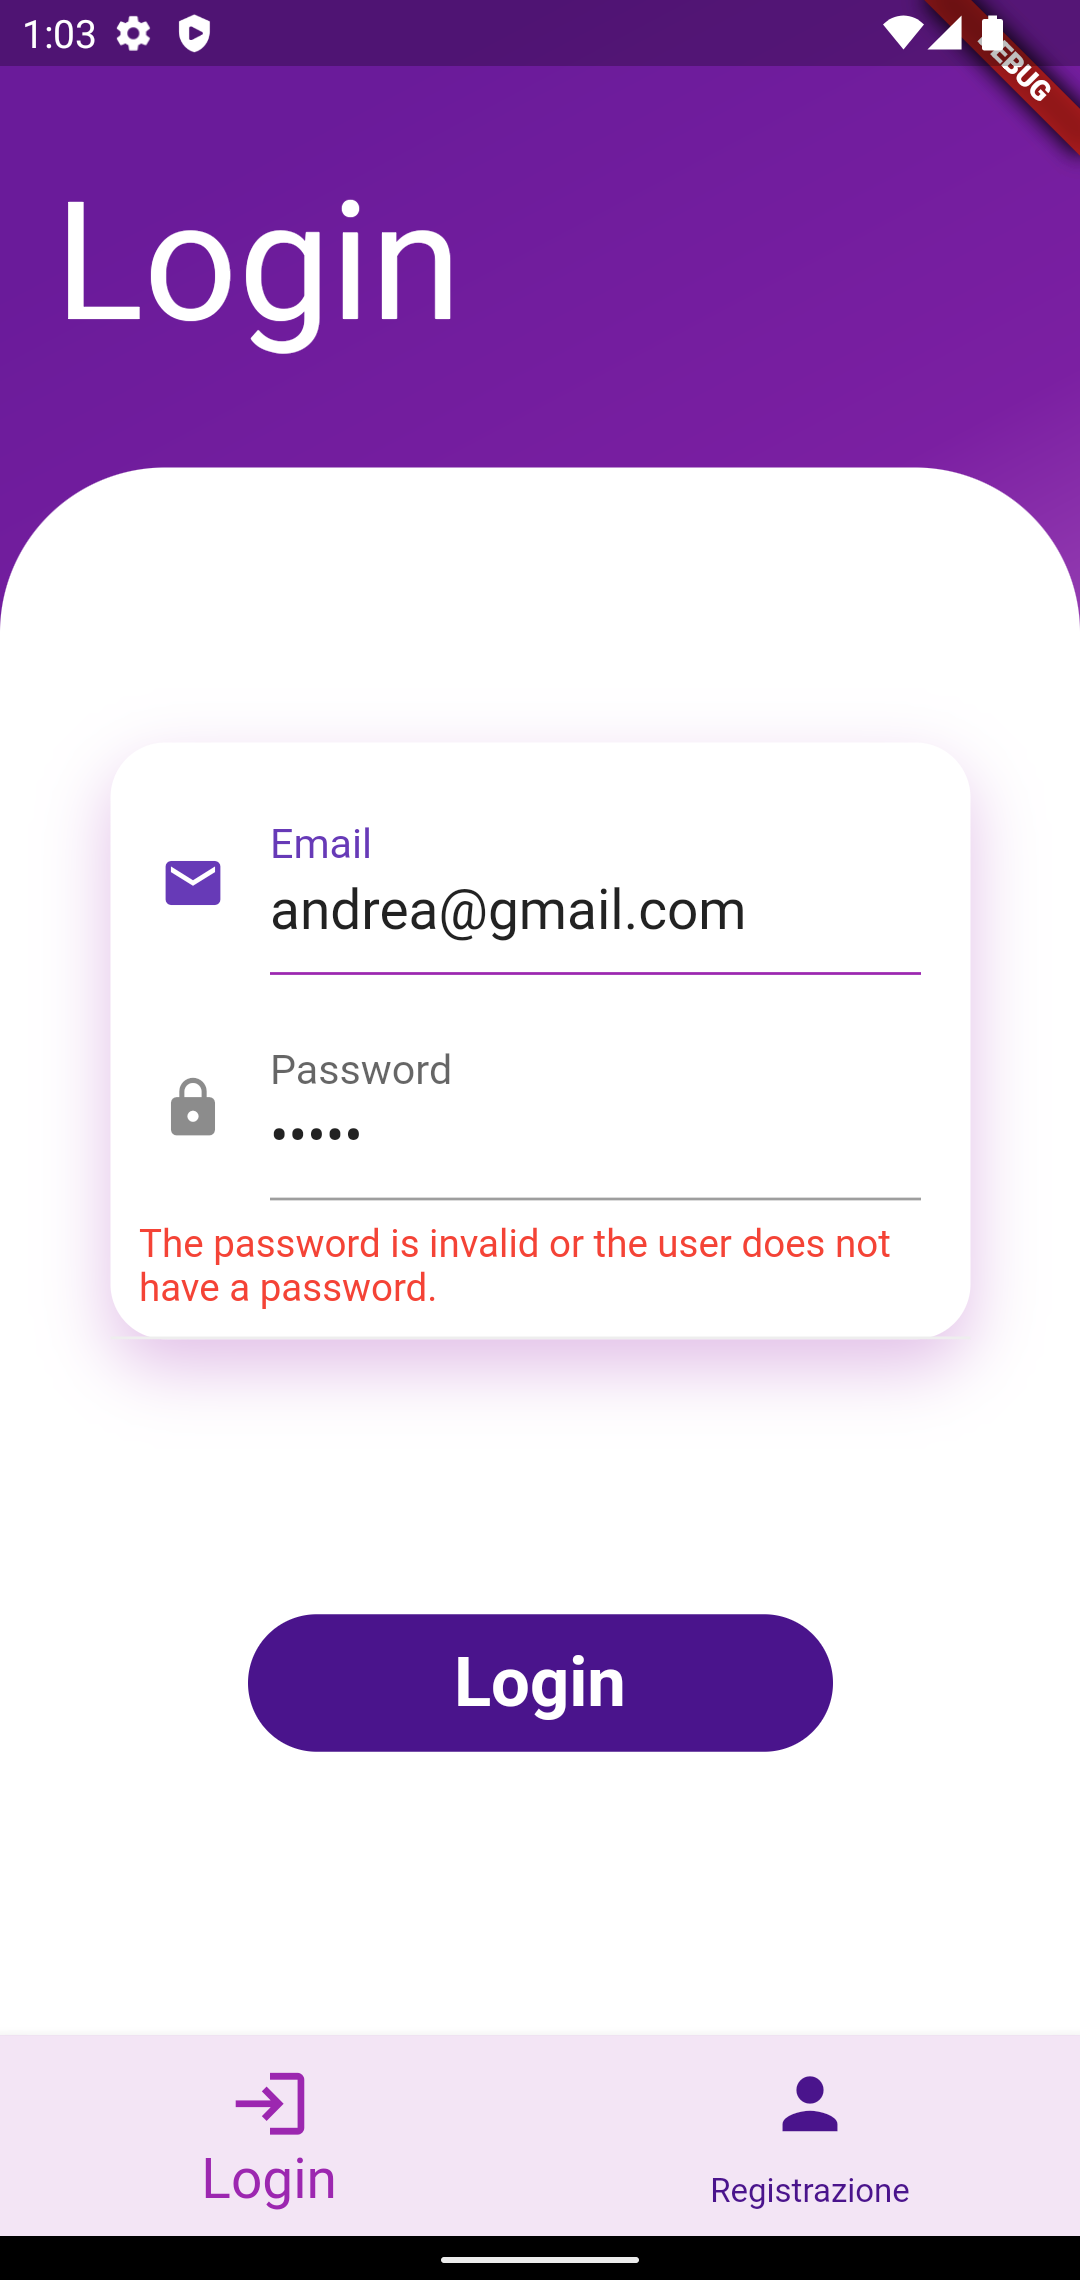 1:03
DEBUG
Login
Email
andrea@gmail.com
Password
•••••
The password is invalid or the user does not
have a password.
Login
Login
Registrazione